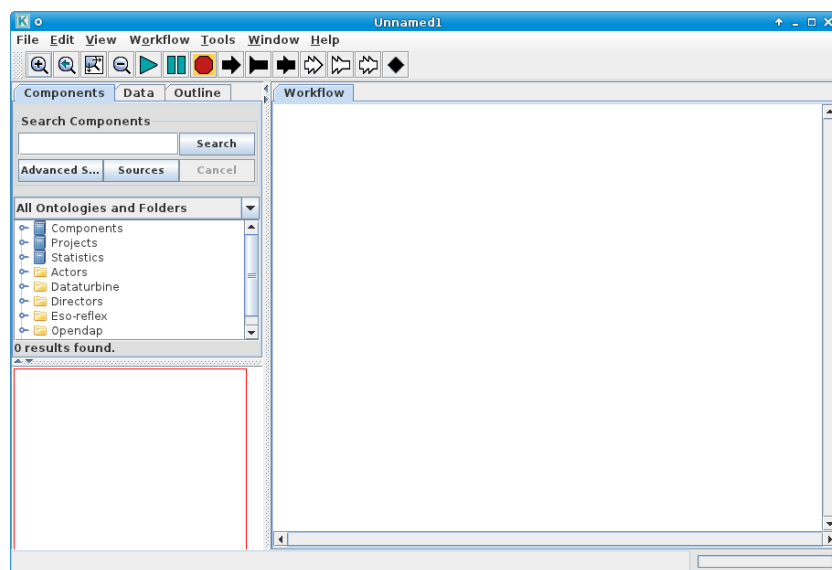 K Unnamed1
File Edit View Workflow Tools Window Help
Components Data Outline
Workflow
Search Components
Search
Advanced S... Sources Cancel
All Ontologies and Folders
Components
Projects
Statistics
Actors
Dataturbine
Directors
Eso-reflex
Opendap
0 results found.